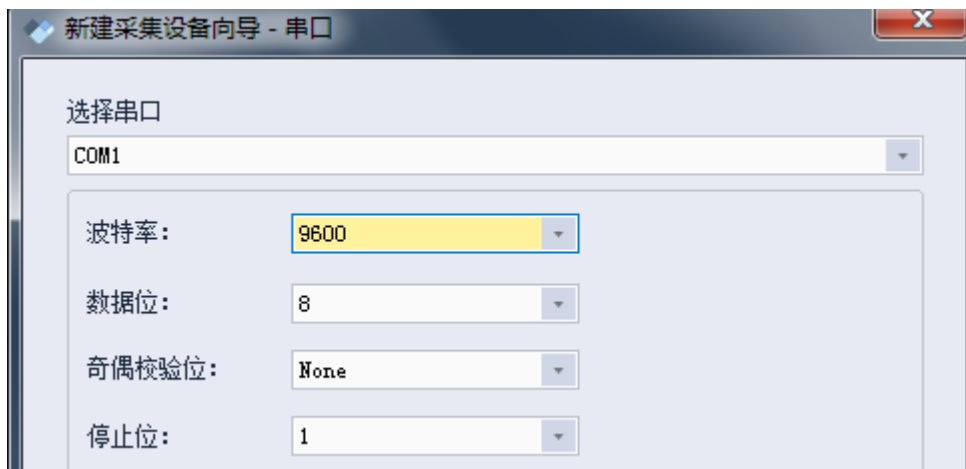 新建采集设备向导 - 串口
选择串口
COM1
波特率: 9600
数据位: 8
奇偶校验位: None
停止位: 1